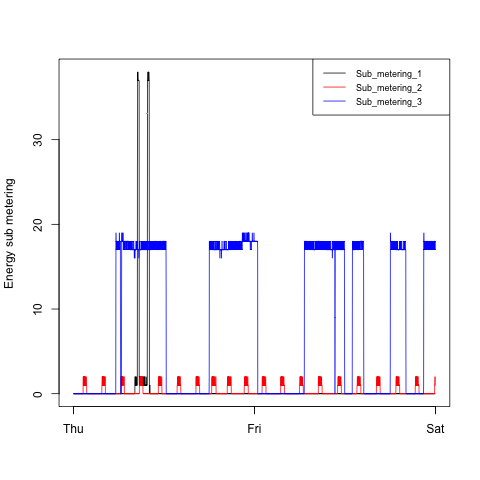 Sub_metering_1
Sub_metering_2
Sub_metering_3
Energy sub metering
30
20
10
0
Thu
Fri
Sat